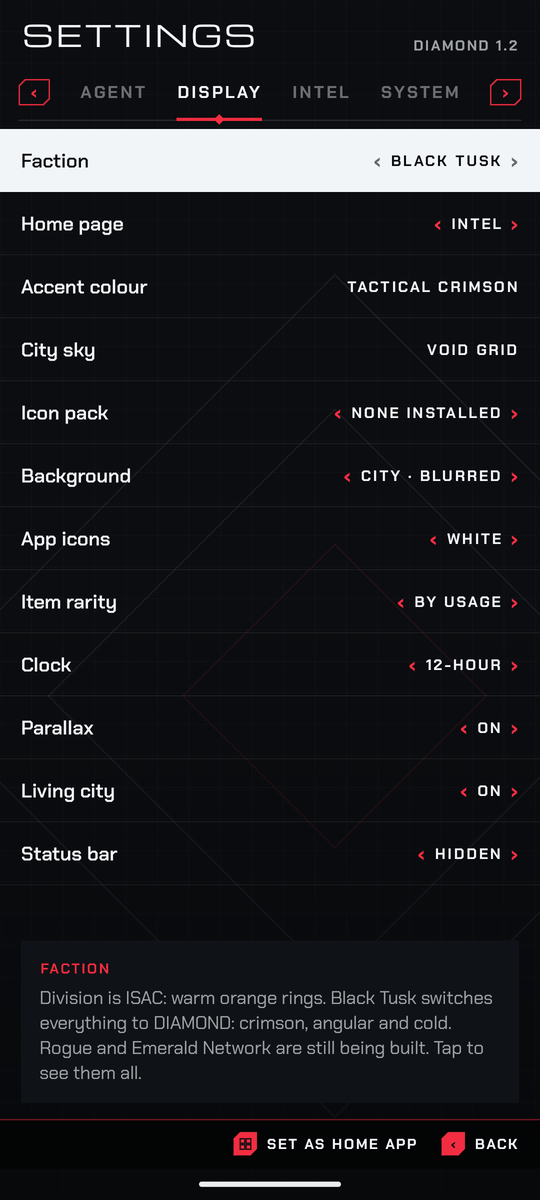 SETTINGS
DIAMOND 1.2
‹ AGENT DISPLAY INTEL SYSTEM ›
Faction ‹ BLACK TUSK ›
Home page ‹ INTEL ›
Accent colour TACTICAL CRIMSON
City sky VOID GRID
Icon pack ‹ NONE INSTALLED ›
Background ‹ CITY · BLURRED ›
App icons ‹ WHITE ›
Item rarity ‹ BY USAGE ›
Clock ‹ 12-HOUR ›
Parallax ‹ ON ›
Living city ‹ ON ›
Status bar ‹ HIDDEN ›
FACTION
Division is ISAC: warm orange rings. Black Tusk switches
everything to DIAMOND: crimson, angular and cold.
Rogue and Emerald Network are still being built. Tap to
see them all.
SET AS HOME APP ‹ BACK